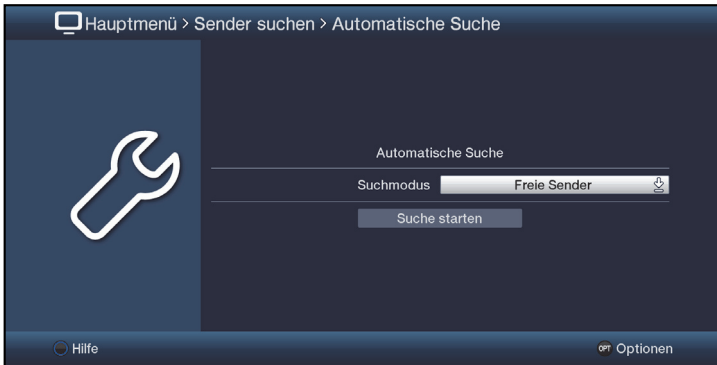 Hauptmenü > Sender suchen > Automatische Suche
Automatische Suche
Suchmodus Freie Sender
Suche starten
Hilfe OPT Optionen